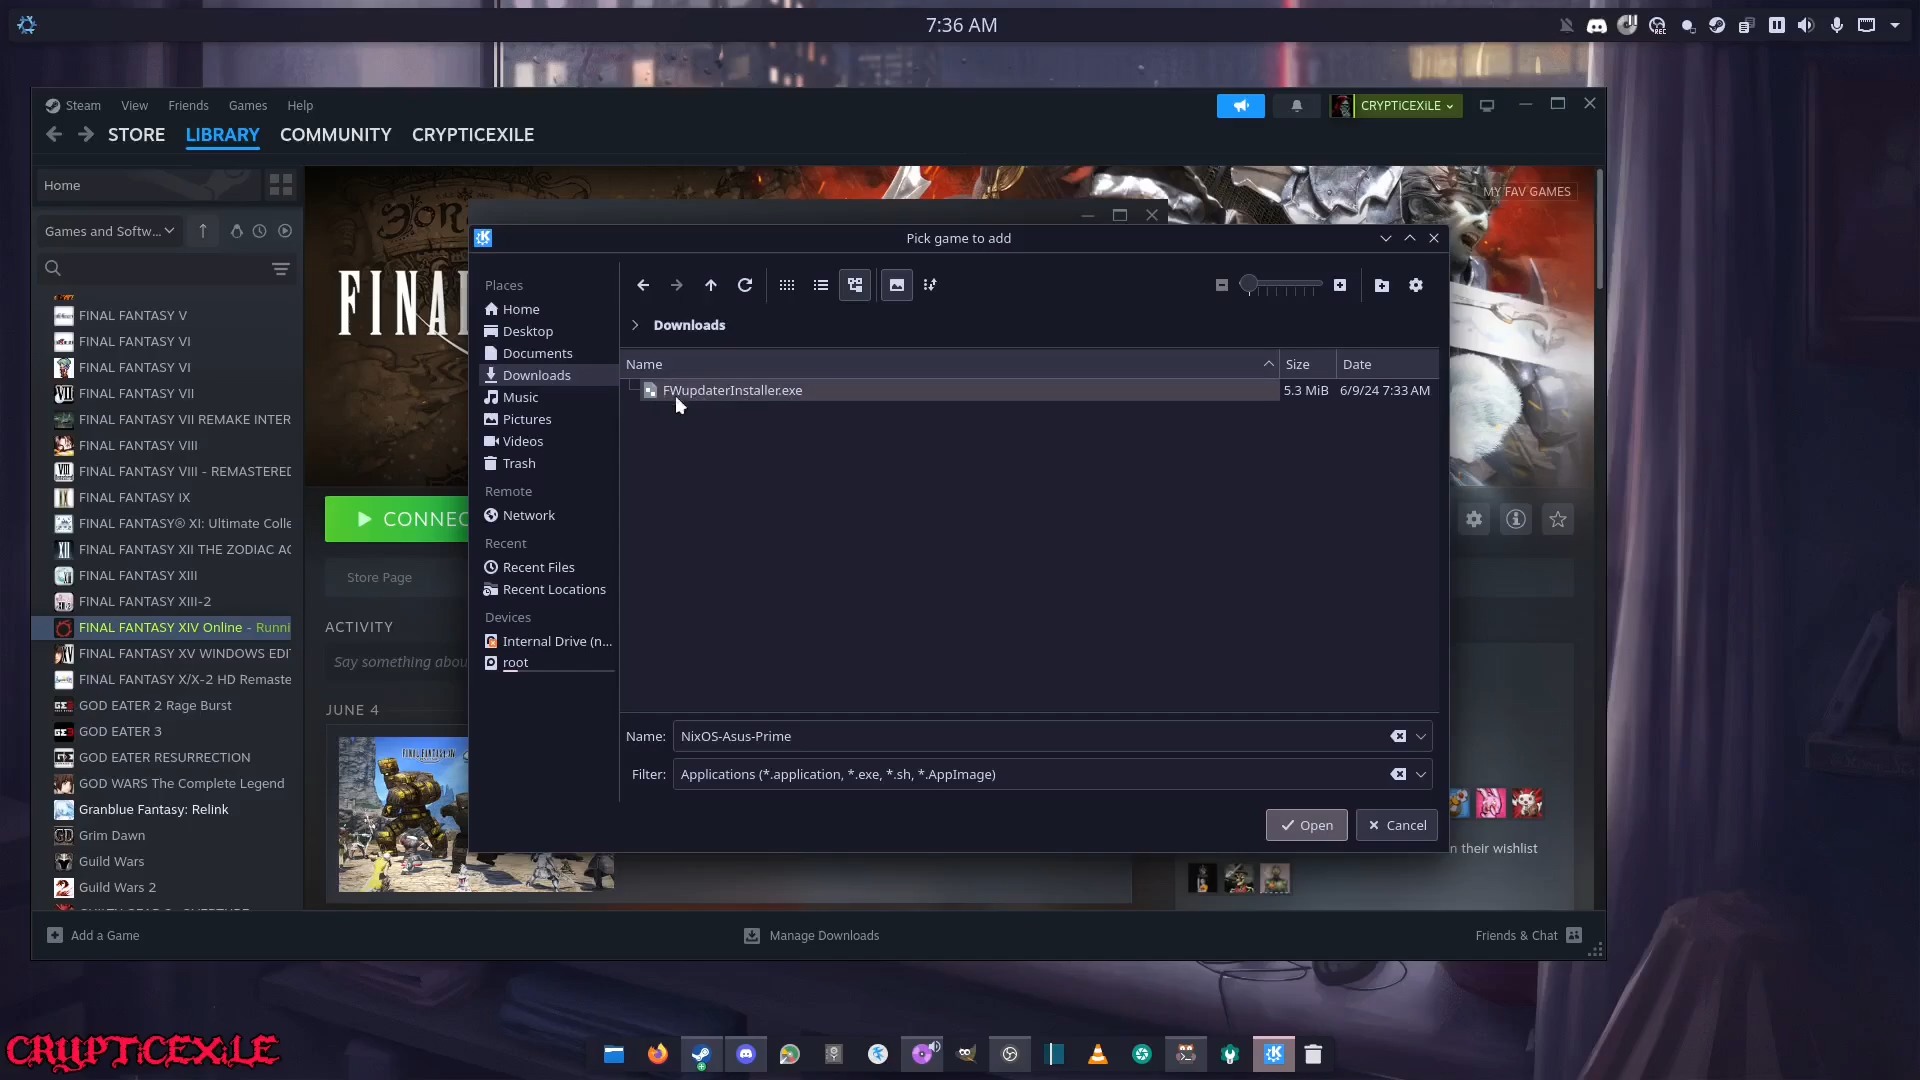 7:36 AM
REC
Steam
View
Friends
Games
Help
CRYPTICEXILE
STORE
LIBRARY
COMMUNITY
CRYPTICEXILE
Home
MY FAV GAMES
Games and Softw...
Pick game to add
Places
Home
Desktop
Documents
Downloads
Music
Pictures
Videos
Trash
Remote
Network
Recent
Recent Files
Recent Locations
Devices
Internal Drive (n...
root
Downloads
Name
Size
Date
FWupdaterInstaller.exe
5.3 MiB
6/9/24 7:33 AM
Name:
NixOS-Asus-Prime
Filter:
Applications (*.application, *.exe, *.sh, *.AppImage)
Open
Cancel
FINAL FANTASY V
FINAL FANTASY VI
FINAL FANTASY VI
FINAL FANTASY VII
FINAL FANTASY VII REMAKE INTER
FINAL FANTASY VIII
FINAL FANTASY VIII - REMASTERED
FINAL FANTASY IX
FINAL FANTASY® XI: Ultimate Colle
FINAL FANTASY XII THE ZODIAC AG
FINAL FANTASY XIII
FINAL FANTASY XIII-2
FINAL FANTASY XIV Online - Runni
FINAL FANTASY XV WINDOWS EDIT
FINAL FANTASY X/X-2 HD Remaste
GOD EATER 2 Rage Burst
GOD EATER 3
GOD EATER RESURRECTION
GOD WARS The Complete Legend
Granblue Fantasy: Relink
Grim Dawn
Guild Wars
Guild Wars 2
FINAL
CONNEC
Store Page
ACTIVITY
Say something abou
JUNE 4
FINAL FANTASY XIV
n their wishlist
Add a Game
Manage Downloads
Friends & Chat
CRYPTICEXILE